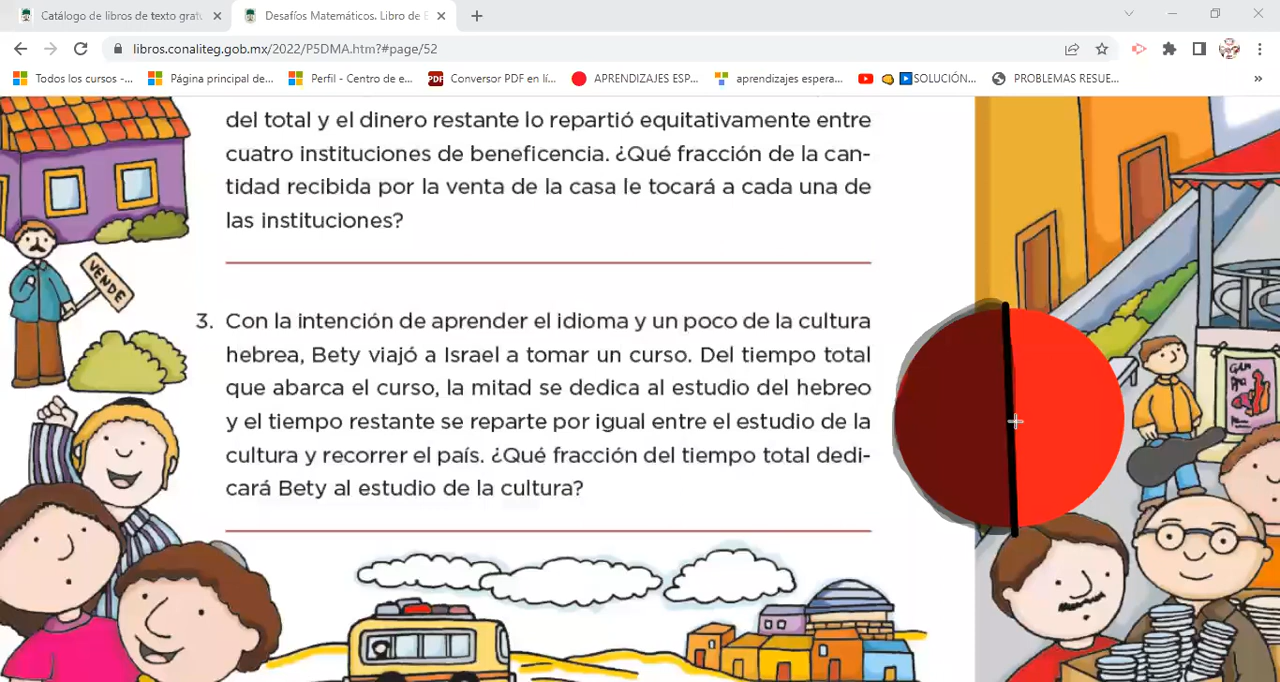 Catálogo de libros de texto gratu
Desafíos Matemáticos. Libro de E
libros.conaliteg.gob.mx/2022/P5DMA.htm?#page/52
Todos los cursos -...
Página principal de...
Perfil - Centro de e...
PDF
Conversor PDF en lí...
APRENDIZAJES ESP...
aprendizajes espera...
SOLUCIÓN...
PROBLEMAS RESUE...
»
del total y el dinero restante lo repartió equitativamente entre
cuatro instituciones de beneficencia. ¿Qué fracción de la can-
tidad recibida por la venta de la casa le tocará a cada una de
las instituciones?
VENDE
3. Con la intención de aprender el idioma y un poco de la cultura
hebrea, Bety viajó a Israel a tomar un curso. Del tiempo total
que abarca el curso, la mitad se dedica al estudio del hebreo
y el tiempo restante se reparte por igual entre el estudio de la
cultura y recorrer el país. ¿Qué fracción del tiempo total dedi-
cará Bety al estudio de la cultura?